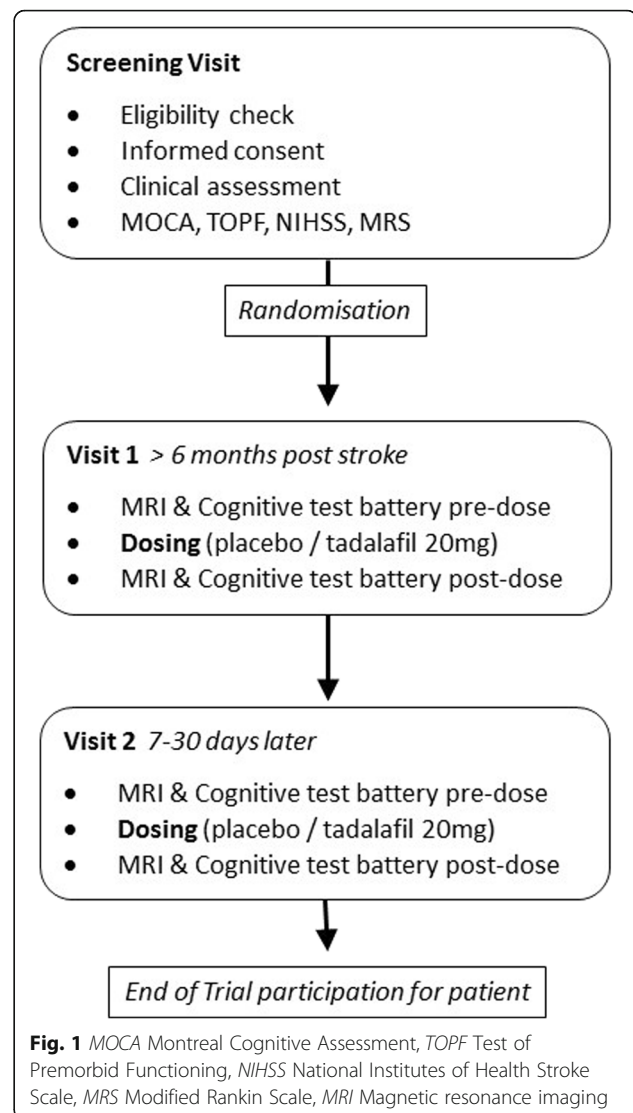 Screening Visit
• Eligibility check
• Informed consent
• Clinical assessment
• MOCA, TOPF, NIHSS, MRS
Randomisation
Visit 1 > 6 months post stroke
• MRI & Cognitive test battery pre-dose
• Dosing (placebo / tadalafil 20mg)
• MRI & Cognitive test battery post-dose
Visit 2 7-30 days later
• MRI & Cognitive test battery pre-dose
• Dosing (placebo / tadalafil 20mg)
• MRI & Cognitive test battery post-dose
End of Trial participation for patient
Fig. 1 MOCA Montreal Cognitive Assessment, TOPF Test of
Premorbid Functioning, NIHSS National Institutes of Health Stroke
Scale, MRS Modified Rankin Scale, MRI Magnetic resonance imaging